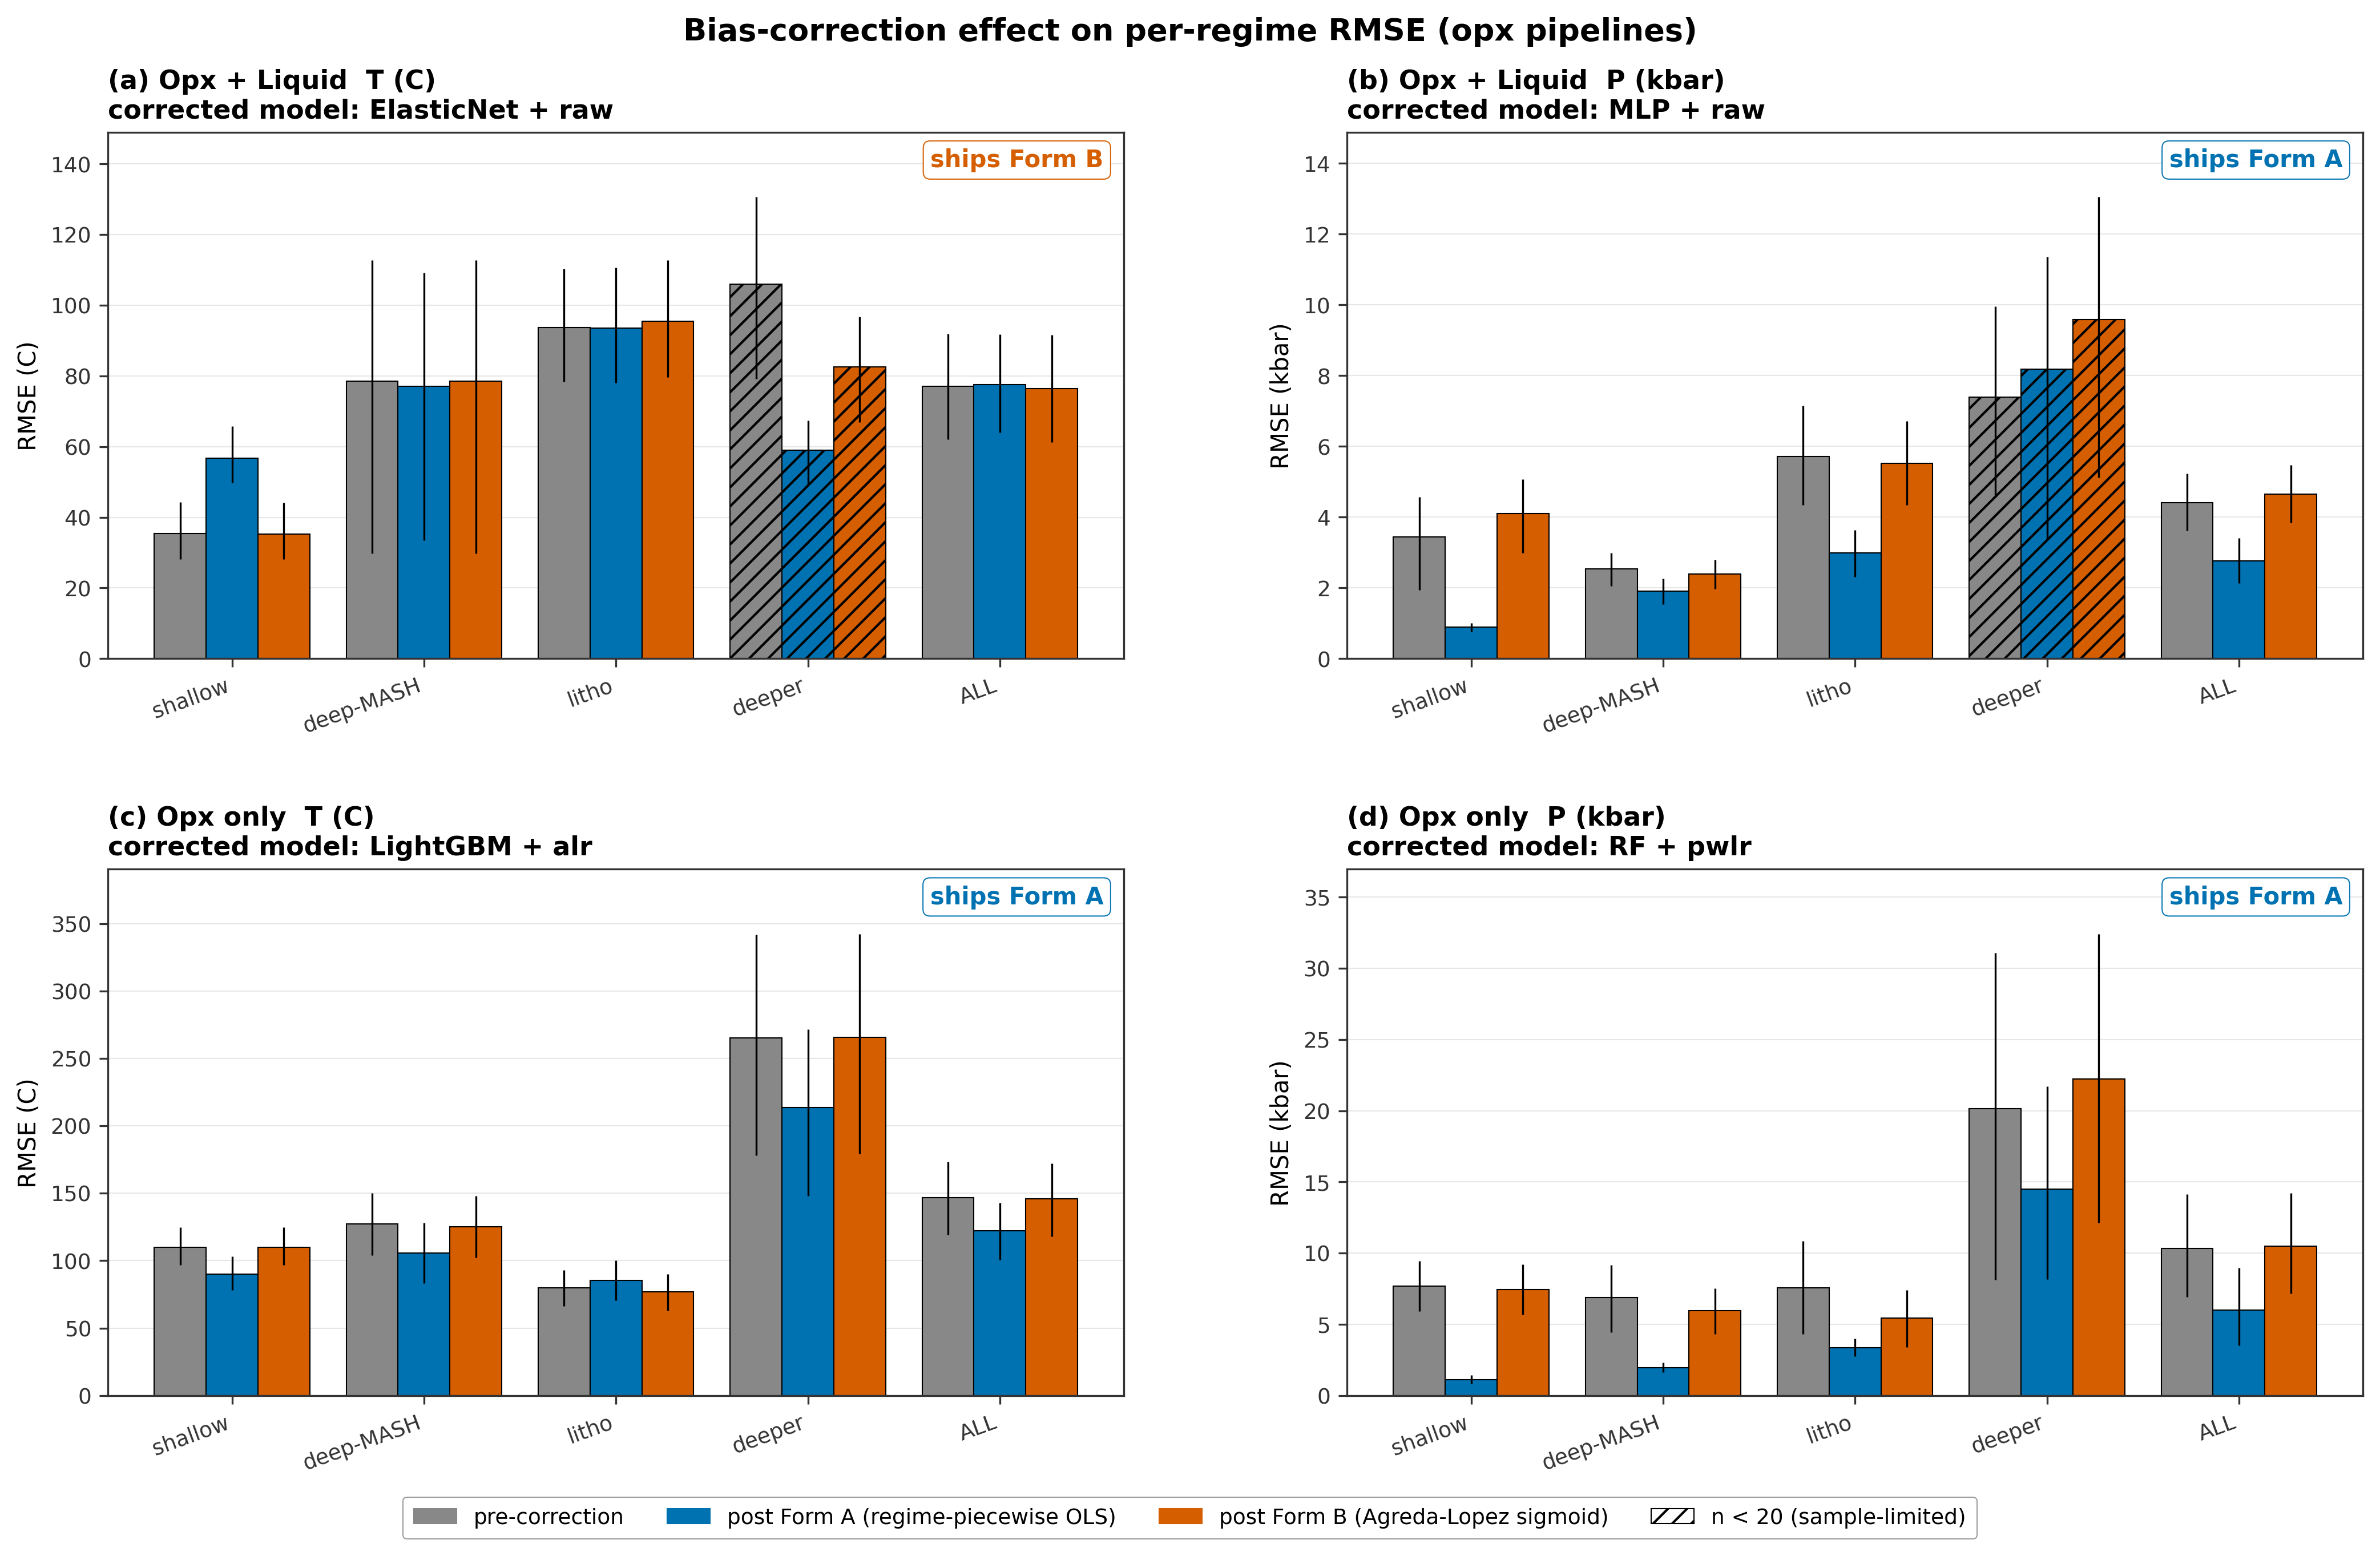 Bias-correction effect on per-regime RMSE (opx pipelines)
(a) Opx + Liquid  T (C)
corrected model: ElasticNet + raw
ships Form B
RMSE (C)
140
120
100
80
60
40
20
0
shallow
deep-MASH
litho
deeper
ALL
(b) Opx + Liquid  P (kbar)
corrected model: MLP + raw
ships Form A
RMSE (kbar)
14
12
10
8
6
4
2
0
shallow
deep-MASH
litho
deeper
ALL
(c) Opx only  T (C)
corrected model: LightGBM + alr
ships Form A
RMSE (C)
350
300
250
200
150
100
50
0
shallow
deep-MASH
litho
deeper
ALL
(d) Opx only  P (kbar)
corrected model: RF + pwlr
ships Form A
RMSE (kbar)
35
30
25
20
15
10
5
0
shallow
deep-MASH
litho
deeper
ALL
pre-correction
post Form A (regime-piecewise OLS)
post Form B (Agreda-Lopez sigmoid)
n < 20 (sample-limited)